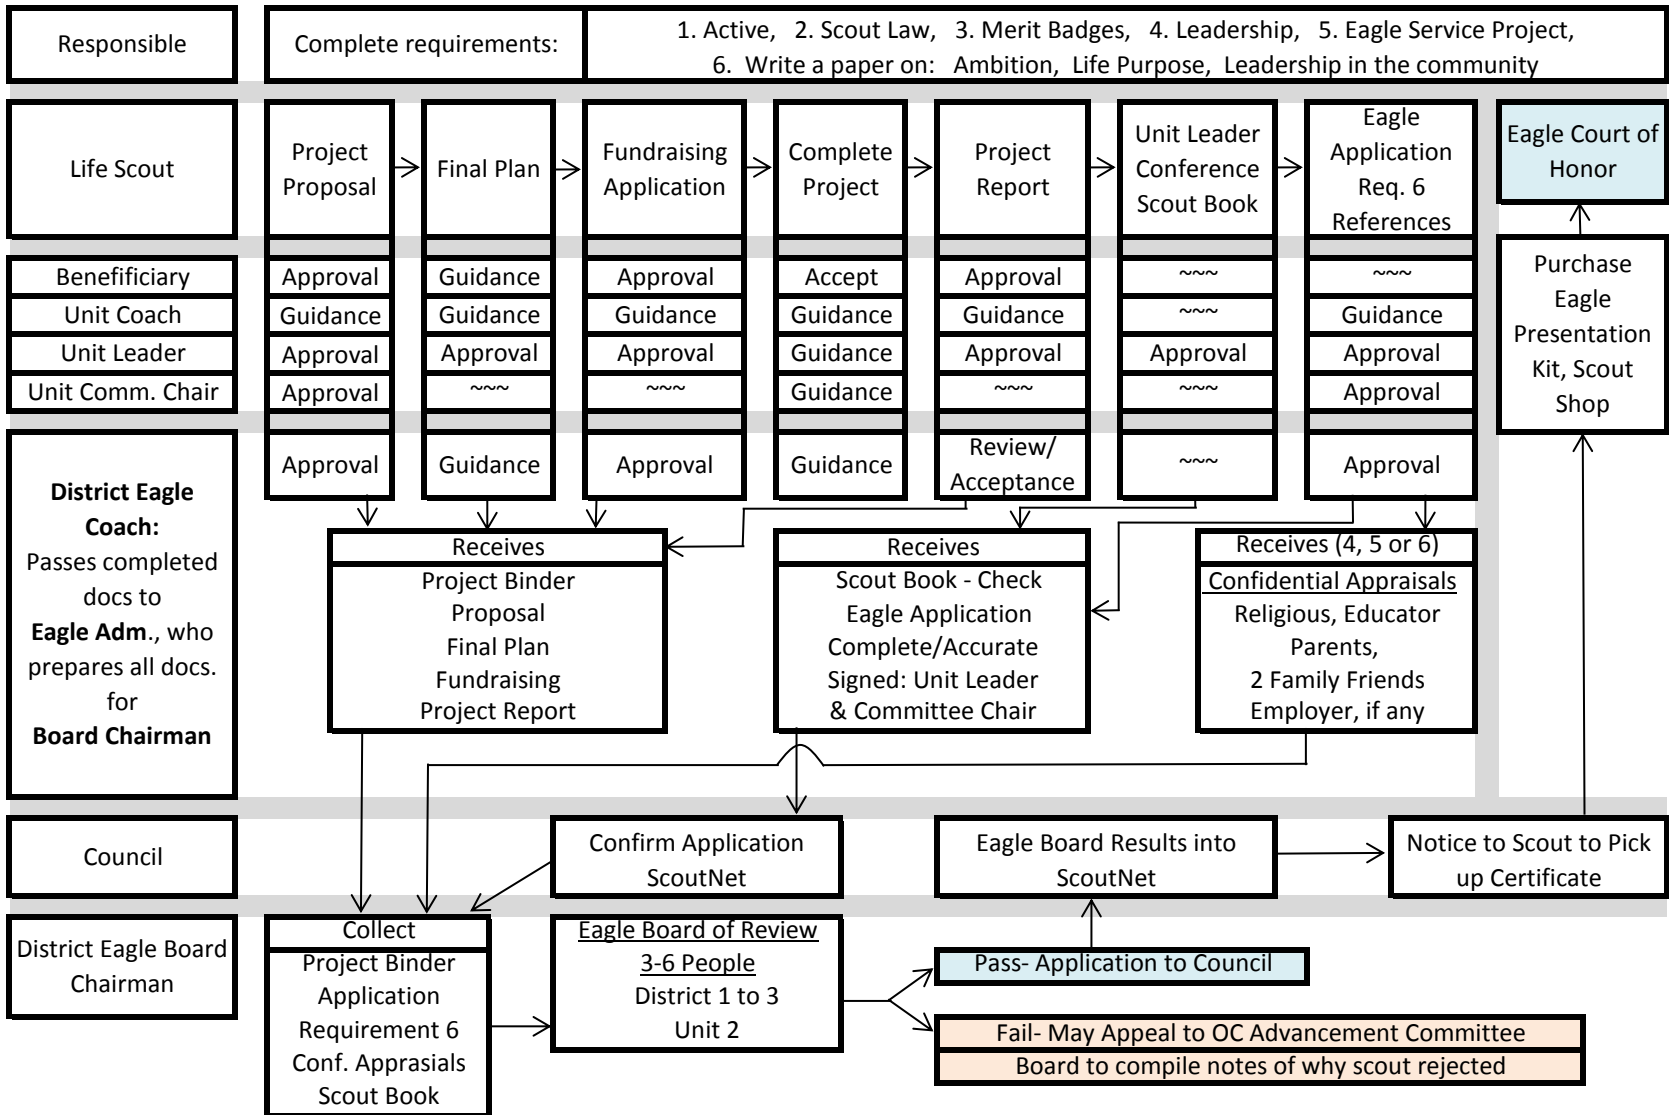 Responsible
Complete requirements:
1. Active, 2. Scout Law, 3. Merit Badges, 4. Leadership, 5. Eagle Service Project,
6. Write a paper on: Ambition, Life Purpose, Leadership in the community
Life Scout
Project
Proposal
Final Plan
Fundraising
Application
Complete
Project
Project
Report
Unit Leader
Conference
Scout Book
Eagle
Application
Req. 6
References
Eagle Court of
Honor
Benefificiary
Approval
Guidance
Approval
Accept
Approval
~~~
~~~
Unit Coach
Guidance
Guidance
Guidance
Guidance
Guidance
~~~
Guidance
Unit Leader
Approval
Approval
Approval
Guidance
Approval
Approval
Approval
Unit Comm. Chair
Approval
~~~
~~~
Guidance
~~~
~~~
Approval
Purchase
Eagle
Presentation
Kit, Scout
Shop
District Eagle
Coach:
Passes completed
docs to
Eagle Adm., who
prepares all docs.
for
Board Chairman
Approval
Guidance
Approval
Guidance
Review/
Acceptance
~~~
Approval
Receives
Project Binder
Proposal
Final Plan
Fundraising
Project Report
Receives
Scout Book - Check
Eagle Application
Complete/Accurate
Signed: Unit Leader
& Committee Chair
Receives (4, 5 or 6)
Confidential Appraisals
Religious, Educator
Parents,
2 Family Friends
Employer, if any
Council
Confirm Application
ScoutNet
Eagle Board Results into
ScoutNet
Notice to Scout to Pick
up Certificate
District Eagle Board
Chairman
Collect
Project Binder
Application
Requirement 6
Conf. Apprasials
Scout Book
Eagle Board of Review
3-6 People
District 1 to 3
Unit 2
Pass- Application to Council
Fail- May Appeal to OC Advancement Committee
Board to compile notes of why scout rejected